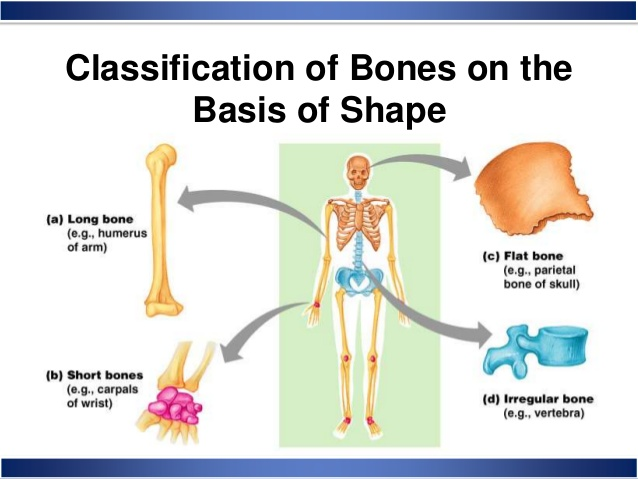 Classification of Bones on the
Basis of Shape
(a) Long bone
(e.g., humerus
of arm)
(b) Short bones
(e.g., carpals
of wrist)
(c) Flat bone
(e.g., parietal
bone of skull)
(d) Irregular bone
(e.g., vertebra)